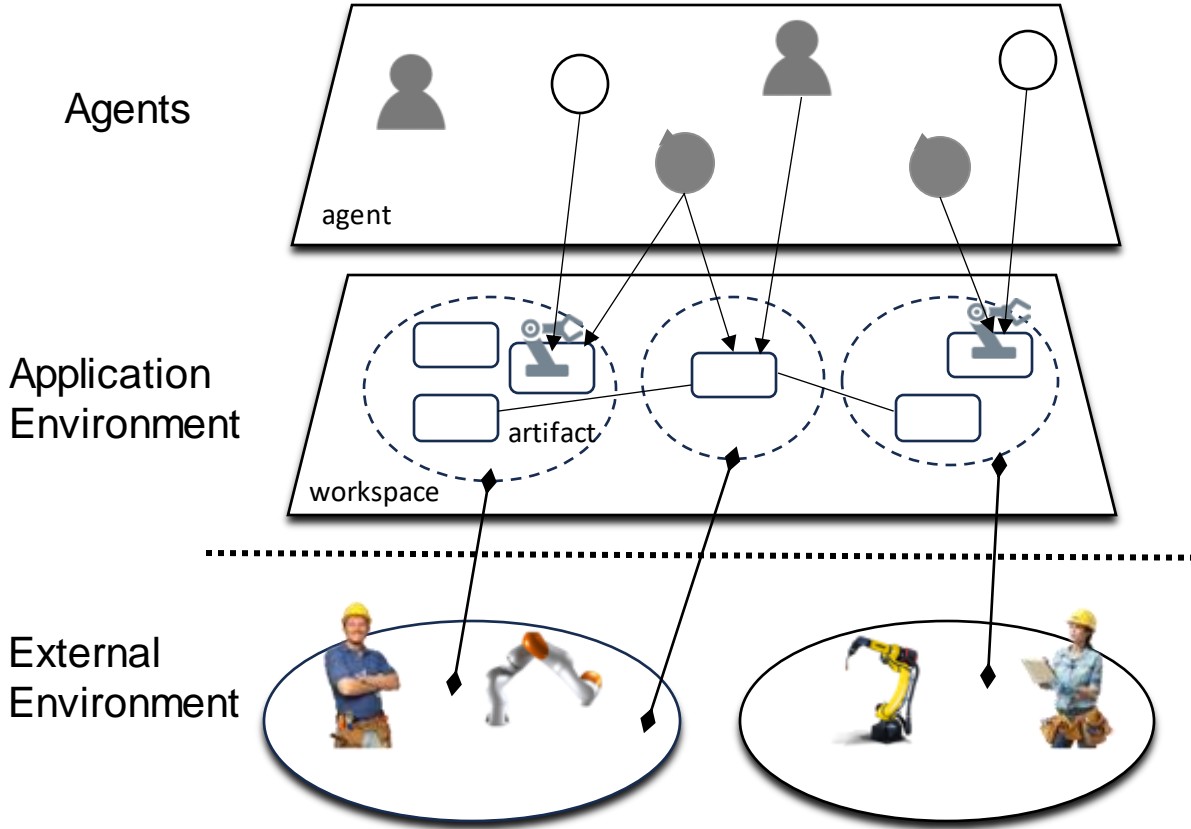 Agents
agent
Application
Environment
artifact
workspace
External
Environment